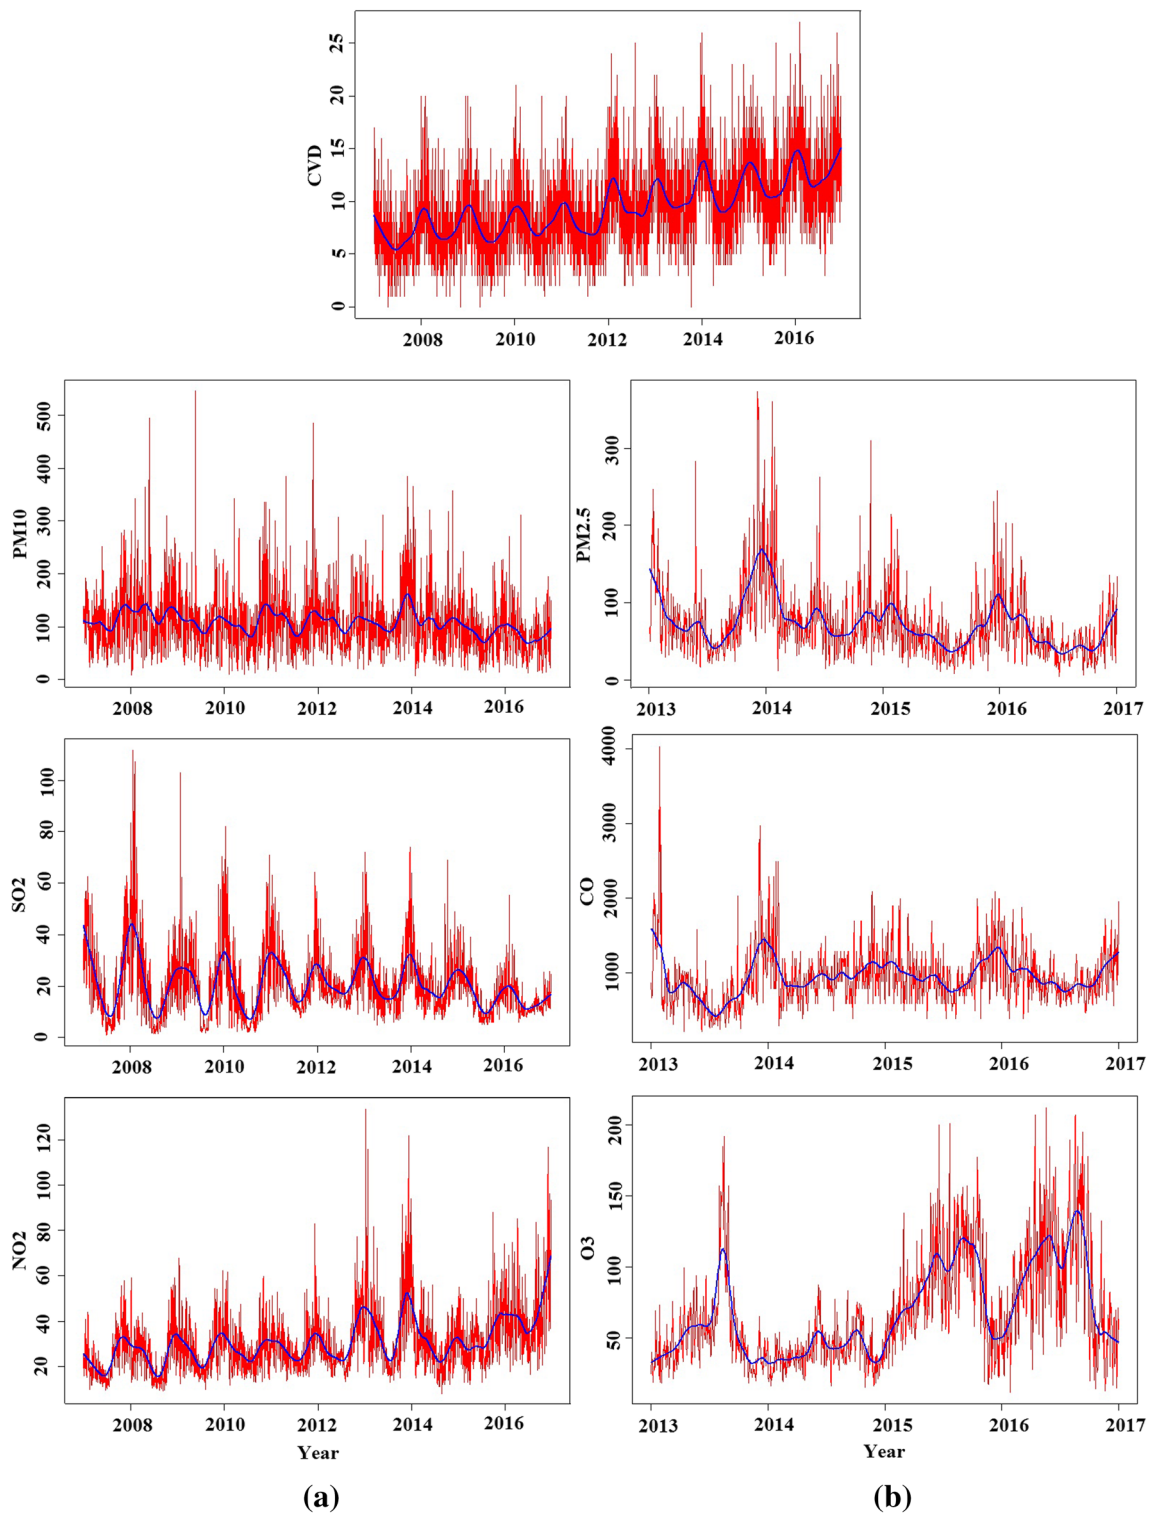 CVD
0 5 10 15 20 25
2008 2010 2012 2014 2016
PM10
0 100 200 300 400 500
2008 2010 2012 2014 2016
PM2.5
0 100 200 300
2013 2014 2015 2016 2017
SO2
0 20 40 60 80 100
2008 2010 2012 2014 2016
CO
1000 2000 3000 4000
2013 2014 2015 2016 2017
NO2
20 40 60 80 100 120
2008 2010 2012 2014 2016
Year
O3
50 100 150 200
2013 2014 2015 2016 2017
Year
(a)
(b)